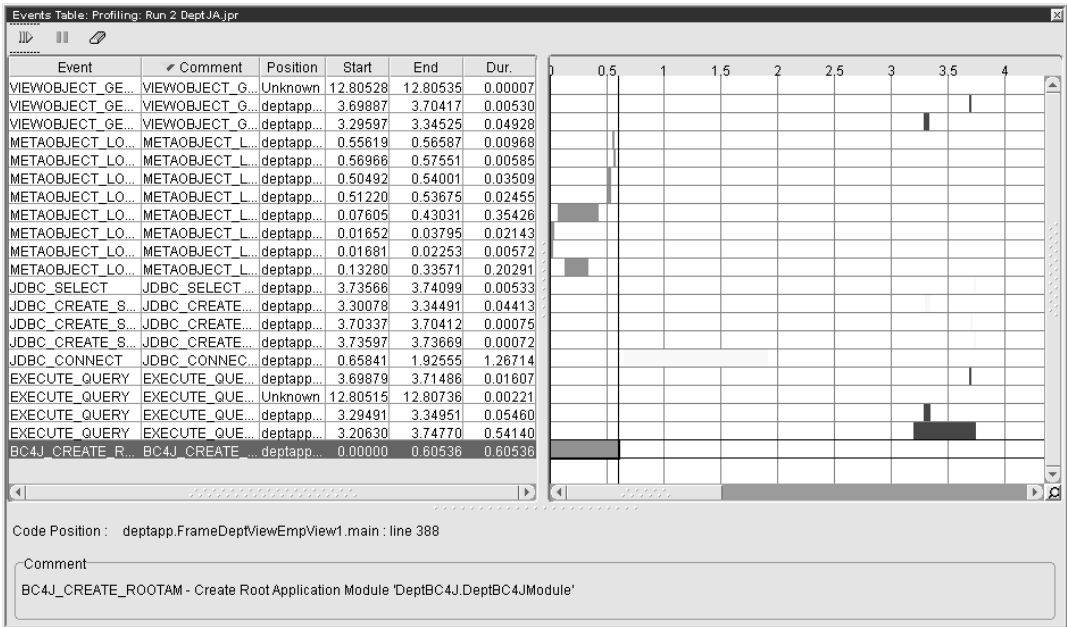 Events Table: Profiling: Run 2 DeptJA.jpr
Event Comment Position Start End Dur.
0 0.5 1 1.5 2 2.5 3 3.5 4
VIEWOBJECT_GE... VIEWOBJECT_G... Unknown 12.80528 12.80535 0.00007
VIEWOBJECT_GE... VIEWOBJECT_G... deptapp... 3.69887 3.70417 0.00530
VIEWOBJECT_GE... VIEWOBJECT_G... deptapp... 3.29597 3.34525 0.04928
METAOBJECT_LO... METAOBJECT_L... deptapp... 0.55619 0.56587 0.00968
METAOBJECT_LO... METAOBJECT_L... deptapp... 0.56966 0.57551 0.00585
METAOBJECT_LO... METAOBJECT_L... deptapp... 0.50492 0.54001 0.03509
METAOBJECT_LO... METAOBJECT_L... deptapp... 0.51220 0.53675 0.02455
METAOBJECT_LO... METAOBJECT_L... deptapp... 0.07605 0.43031 0.35426
METAOBJECT_LO... METAOBJECT_L... deptapp... 0.01652 0.03795 0.02143
METAOBJECT_LO... METAOBJECT_L... deptapp... 0.01681 0.02253 0.00572
METAOBJECT_LO... METAOBJECT_L... deptapp... 0.13280 0.33571 0.20291
JDBC_SELECT JDBC_SELECT ... deptapp... 3.73566 3.74099 0.00533
JDBC_CREATE_S... JDBC_CREATE... deptapp... 3.30078 3.34491 0.04413
JDBC_CREATE_S... JDBC_CREATE... deptapp... 3.70337 3.70412 0.00075
JDBC_CREATE_S... JDBC_CREATE... deptapp... 3.73597 3.73669 0.00072
JDBC_CONNECT JDBC_CONNEC... deptapp... 0.65841 1.92555 1.26714
EXECUTE_QUERY EXECUTE_QUE... deptapp... 3.69879 3.71486 0.01607
EXECUTE_QUERY EXECUTE_QUE... Unknown 12.80515 12.80736 0.00221
EXECUTE_QUERY EXECUTE_QUE... deptapp... 3.29491 3.34951 0.05460
EXECUTE_QUERY EXECUTE_QUE... deptapp... 3.20630 3.74770 0.54140
BC4J_CREATE_R... BC4J_CREATE_... deptapp... 0.00000 0.60536 0.60536
Code Position : deptapp.FrameDeptViewEmpView1.main : line 388
Comment
BC4J_CREATE_ROOTAM - Create Root Application Module 'DeptBC4J.DeptBC4JModule'